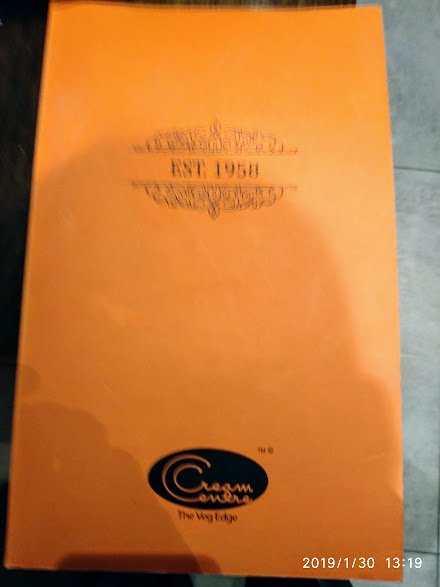 EST. 1958
TM ®
Cream
Centre
The Veg Edge
2019/1/30 13:19